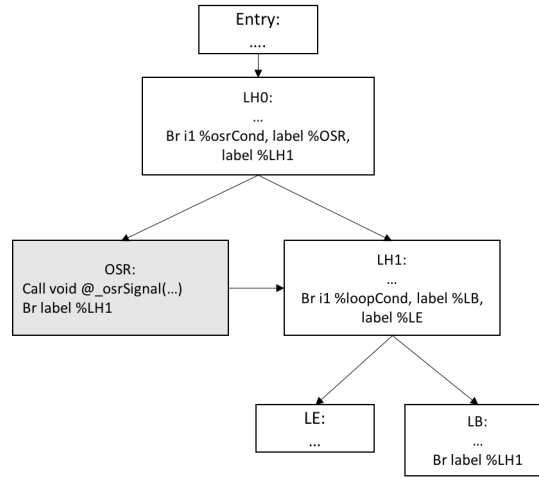 Entry:
....
LH0:
...
Br i1 %osrCond, label %OSR,
label %LH1
OSR:
Call void @_osrSignal(...)
Br label %LH1
LH1:
...
Br i1 %loopCond, label %LB,
label %LE
LE:
...
LB:
...
Br label %LH1